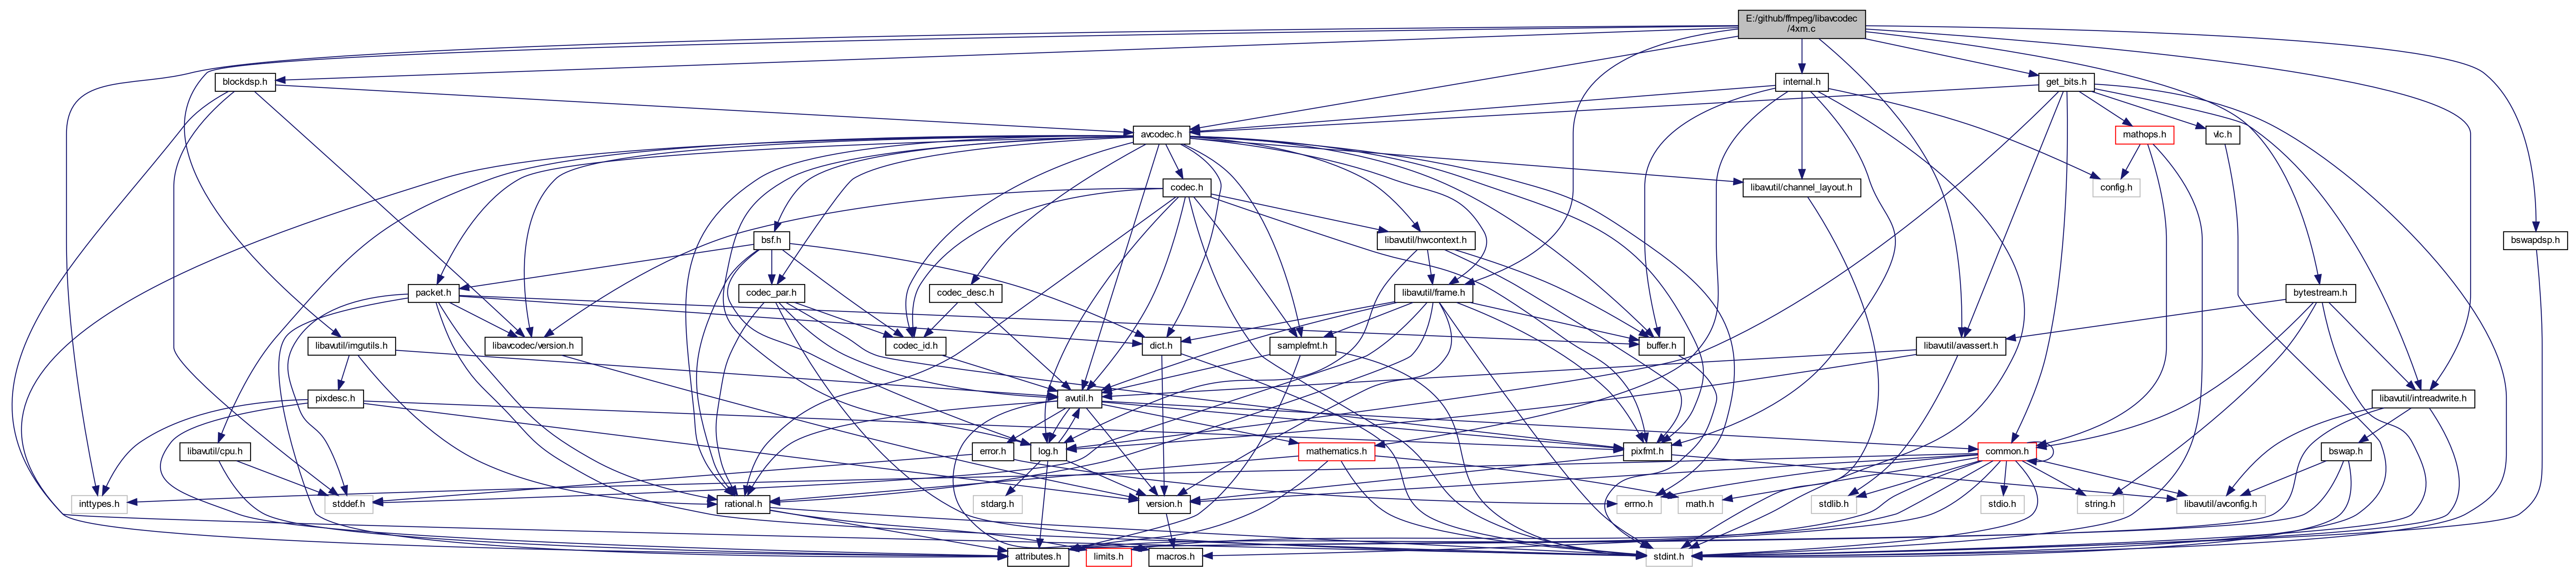 E:/github/ffmpeg/libavcodec
/4xm.c
blockdsp.h
internal.h
get_bits.h
avcodec.h
mathops.h
vlc.h
codec.h
libavutil/channel_layout.h
config.h
bsf.h
libavutil/hwcontext.h
bswapdsp.h
packet.h
codec_par.h
codec_desc.h
libavutil/frame.h
bytestream.h
libavutil/imgutils.h
libavcodec/version.h
codec_id.h
dict.h
samplefmt.h
buffer.h
libavutil/avassert.h
pixdesc.h
avutil.h
libavutil/intreadwrite.h
libavutil/cpu.h
error.h
log.h
mathematics.h
pixfmt.h
common.h
bswap.h
inttypes.h
stddef.h
rational.h
stdarg.h
version.h
errno.h
math.h
stdlib.h
stdio.h
string.h
libavutil/avconfig.h
attributes.h
limits.h
macros.h
stdint.h